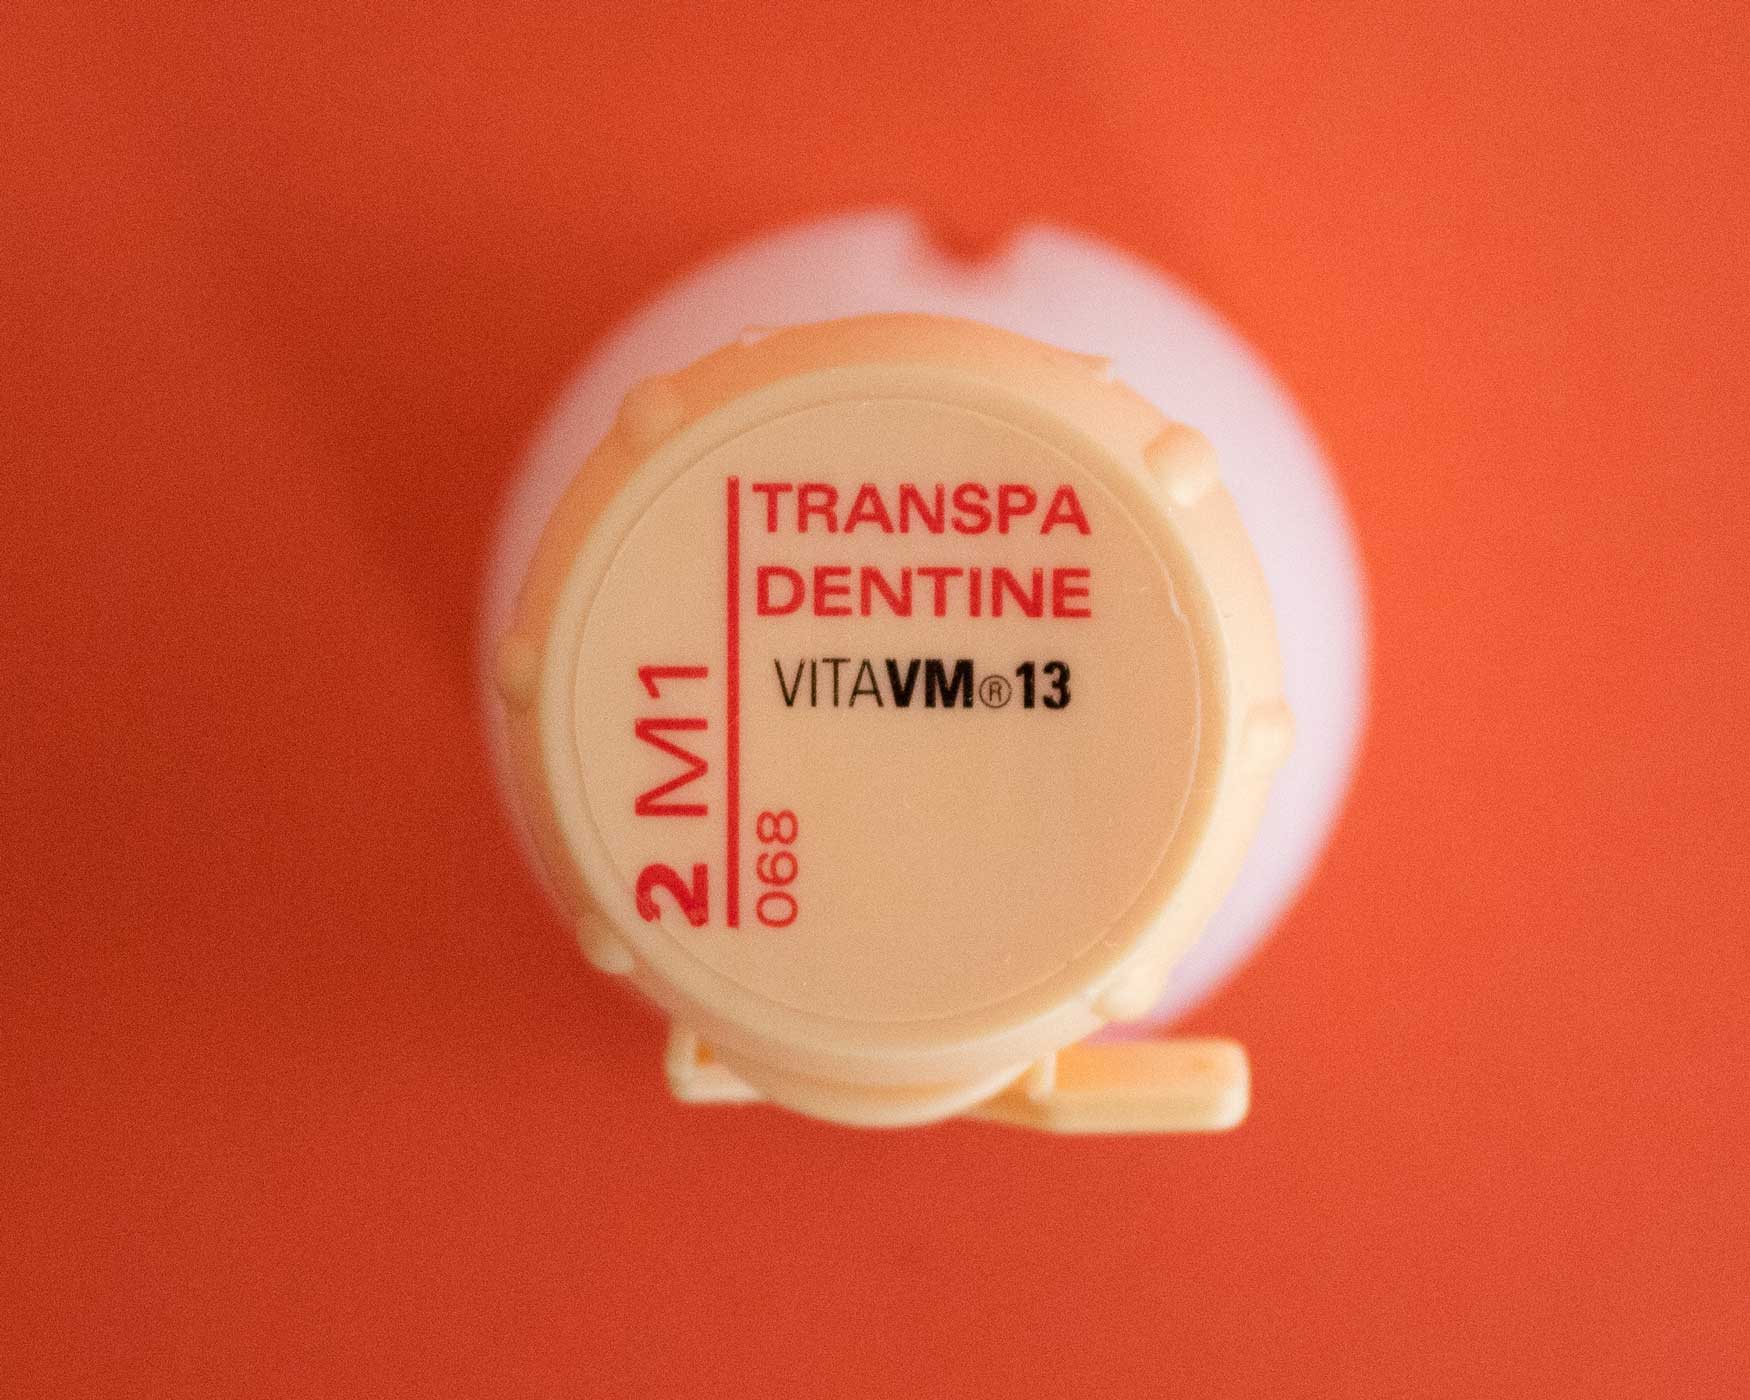 TRANSPA
DENTINE
VITAVM®13
2 M1
068